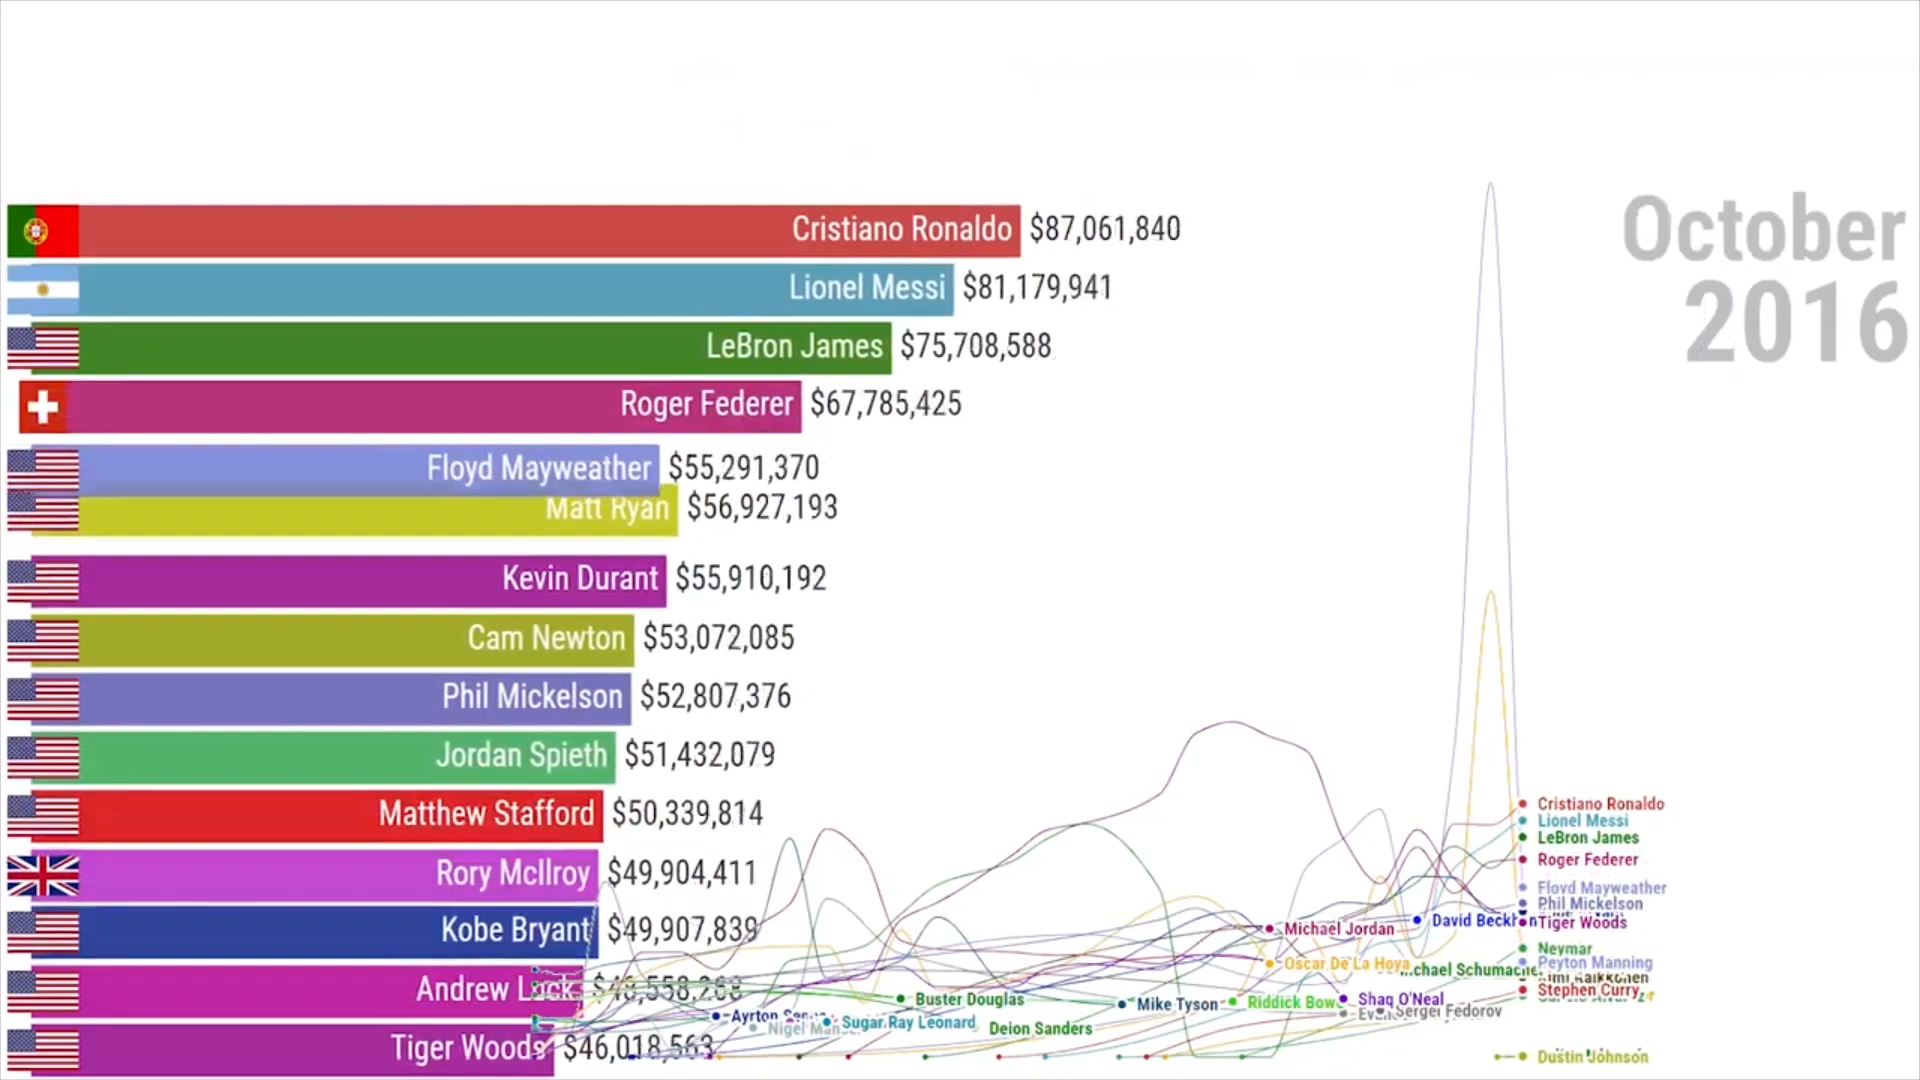 October
2016
Cristiano Ronaldo $87,061,840
Lionel Messi $81,179,941
LeBron James $75,708,588
Roger Federer $67,785,425
Floyd Mayweather $55,291,370
Matt Ryan $56,927,193
Kevin Durant $55,910,192
Cam Newton $53,072,085
Phil Mickelson $52,807,376
Jordan Spieth $51,432,079
Matthew Stafford $50,339,814
Rory McIlroy $49,904,411
Kobe Bryant $49,907,839
Andrew
Tiger Woods $46,018,563
Cristiano Ronaldo
Lionel Messi
LeBron James
Roger Federer
Floyd Mayweather
Phil Mickelson
Tiger Woods
Michael Jordan
David
Neymar
Peyton Manning
Oscar De La Hoya
Stephen Curry
Buster Douglas
Mike Tyson
Riddick
Shaq O'Neal
Sergei Fedorov
Ayrton
Nigel
Sugar Ray Leonard
Deion Sanders
Dustin Johnson